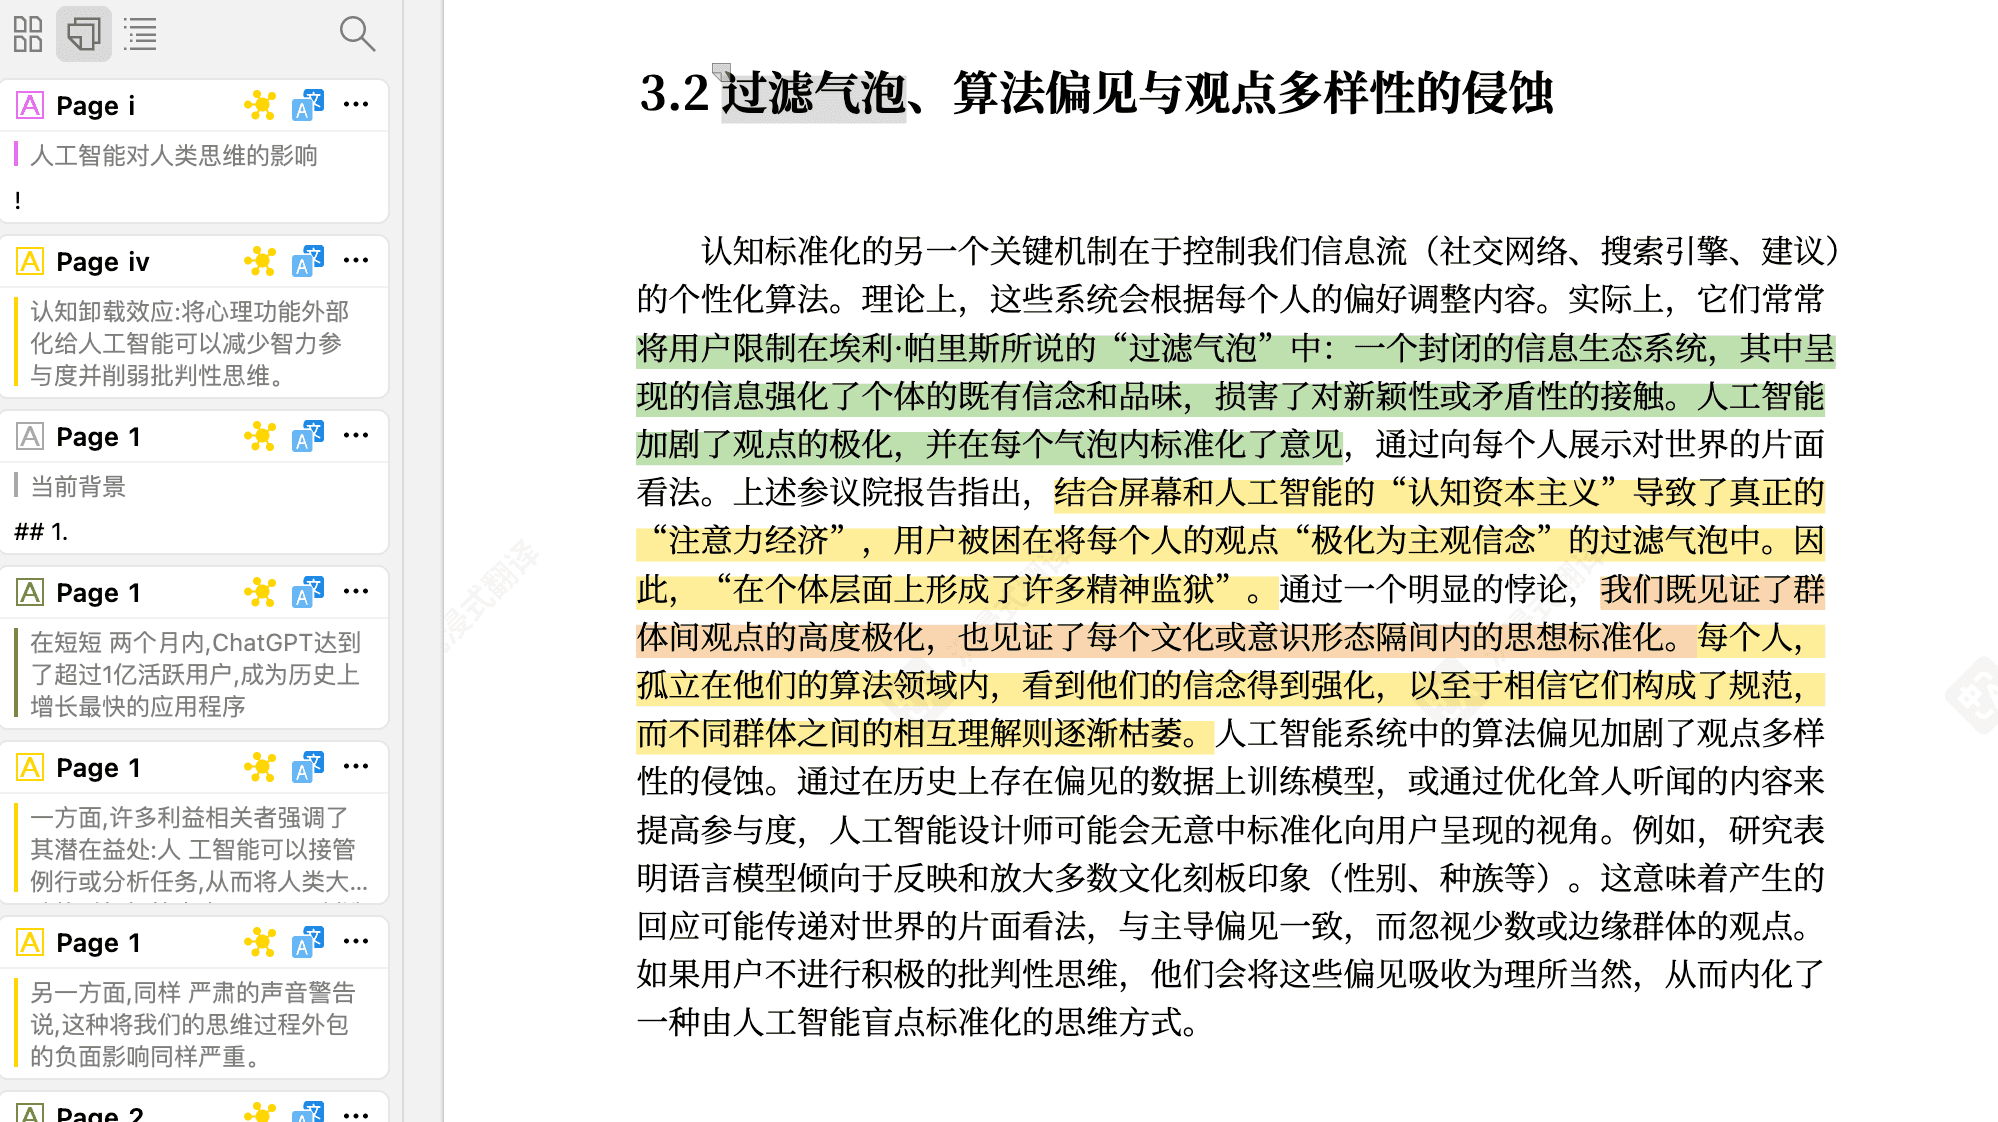 Page i
人工智能对人类思维的影响
!
Page iv
认知卸载效应:将心理功能外部
化给人工智能可以减少智力参
与度并削弱批判性思维。
Page 1
当前背景
## 1.
Page 1
在短短 两个月内,ChatGPT达到
了超过1亿活跃用户,成为历史上
增长最快的应用程序
Page 1
一方面,许多利益相关者强调了
其潜在益处:人 工智能可以接管
例行或分析任务,从而将人类大...
Page 1
另一方面,同样 严肃的声音警告
说,这种将我们的思维过程外包
的负面影响同样严重。
Page 2
3.2 过滤气泡、算法偏见与观点多样性的侵蚀
认知标准化的另一个关键机制在于控制我们信息流（社交网络、搜索引擎、建议）
的个性化算法。理论上，这些系统会根据每个人的偏好调整内容。实际上，它们常常
将用户限制在埃利·帕里斯所说的“过滤气泡”中：一个封闭的信息生态系统，其中呈
现的信息强化了个体的既有信念和品味，损害了对新颖性或矛盾性的接触。人工智能
加剧了观点的极化，并在每个气泡内标准化了意见，通过向每个人展示对世界的片面
看法。上述参议院报告指出，结合屏幕和人工智能的“认知资本主义”导致了真正的
“注意力经济”，用户被困在将每个人的观点“极化为主观信念”的过滤气泡中。因
此，“在个体层面上形成了许多精神监狱”。通过一个明显的悖论，我们既见证了群
体间观点的高度极化，也见证了每个文化或意识形态隔间内的思想标准化。每个人，
孤立在他们的算法领域内，看到他们的信念得到强化，以至于相信它们构成了规范，
而不同群体之间的相互理解则逐渐枯萎。人工智能系统中的算法偏见加剧了观点多样
性的侵蚀。通过在历史上存在偏见的数据上训练模型，或通过优化耸人听闻的内容来
提高参与度，人工智能设计师可能会无意中标准化向用户呈现的视角。例如，研究表
明语言模型倾向于反映和放大多数文化刻板印象（性别、种族等）。这意味着产生的
回应可能传递对世界的片面看法，与主导偏见一致，而忽视少数或边缘群体的观点。
如果用户不进行积极的批判性思维，他们会将这些偏见吸收为理所当然，从而内化了
一种由人工智能盲点标准化的思维方式。